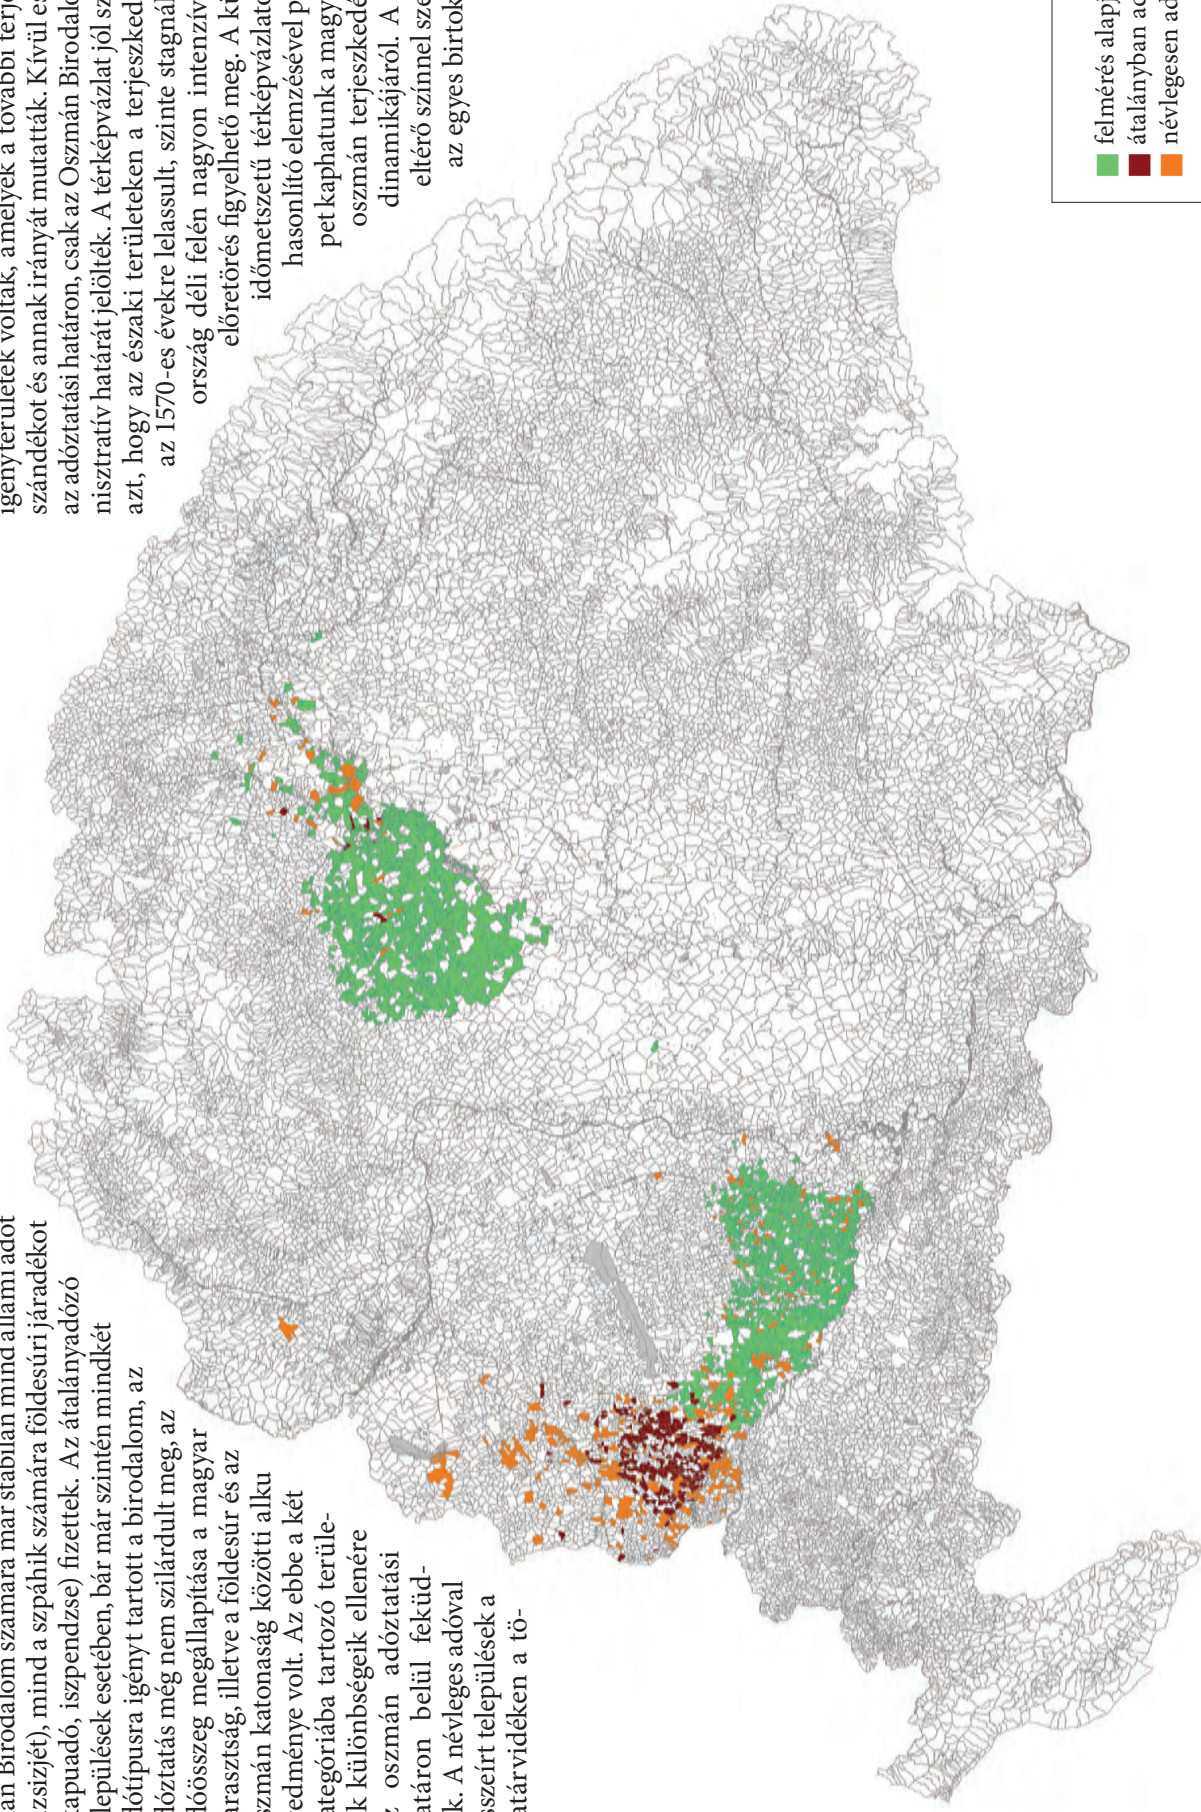 an Birodalom számára már stabilan mind állami adót
zsizjét), mind a szpáhik számára földesúri járadékot
kapuadó, iszpendzse) fizettek. Az átalányadózó
lepülések esetében, bár már szintén mindkét
dótípusra igényt tartott a birodalom, az
dóztatás még nem szilárdult meg, az
dóösszeg megállapítása a magyar
arasztság, illetve a földesúr és az
szmán katonaság közötti alku
redménye volt. Az ebbe a két
ategóriába tartozó terüle-
k különbségeik ellenére
z oszmán adóztatási
atáron belül feküd-
k. A névleges adóval
sszeírt települések a
atárvidéken a tö-
igényterületek voltak, amelyek a további terj
szándékot és annak irányát mutatták. Kívül es
az adóztatási határon, csak az Oszmán Birodalo
nisztratív határát jelölték. A térképvázlat jól sz
azt, hogy az északi területeken a terjeszked
az 1570-es évekre lelassult, szinte stagnál
ország déli felén nagyon intenzív
előretörés figyelhető meg. A kü
időmetszetű térképvázlato
hasonlító elemzésével p
pet kaphatunk a magy
oszmán terjeszkedé
dinamikájáról. A
eltérő színnel sze
az egyes birtok
felmérés alapj
átalányban ad
névlegesen ad